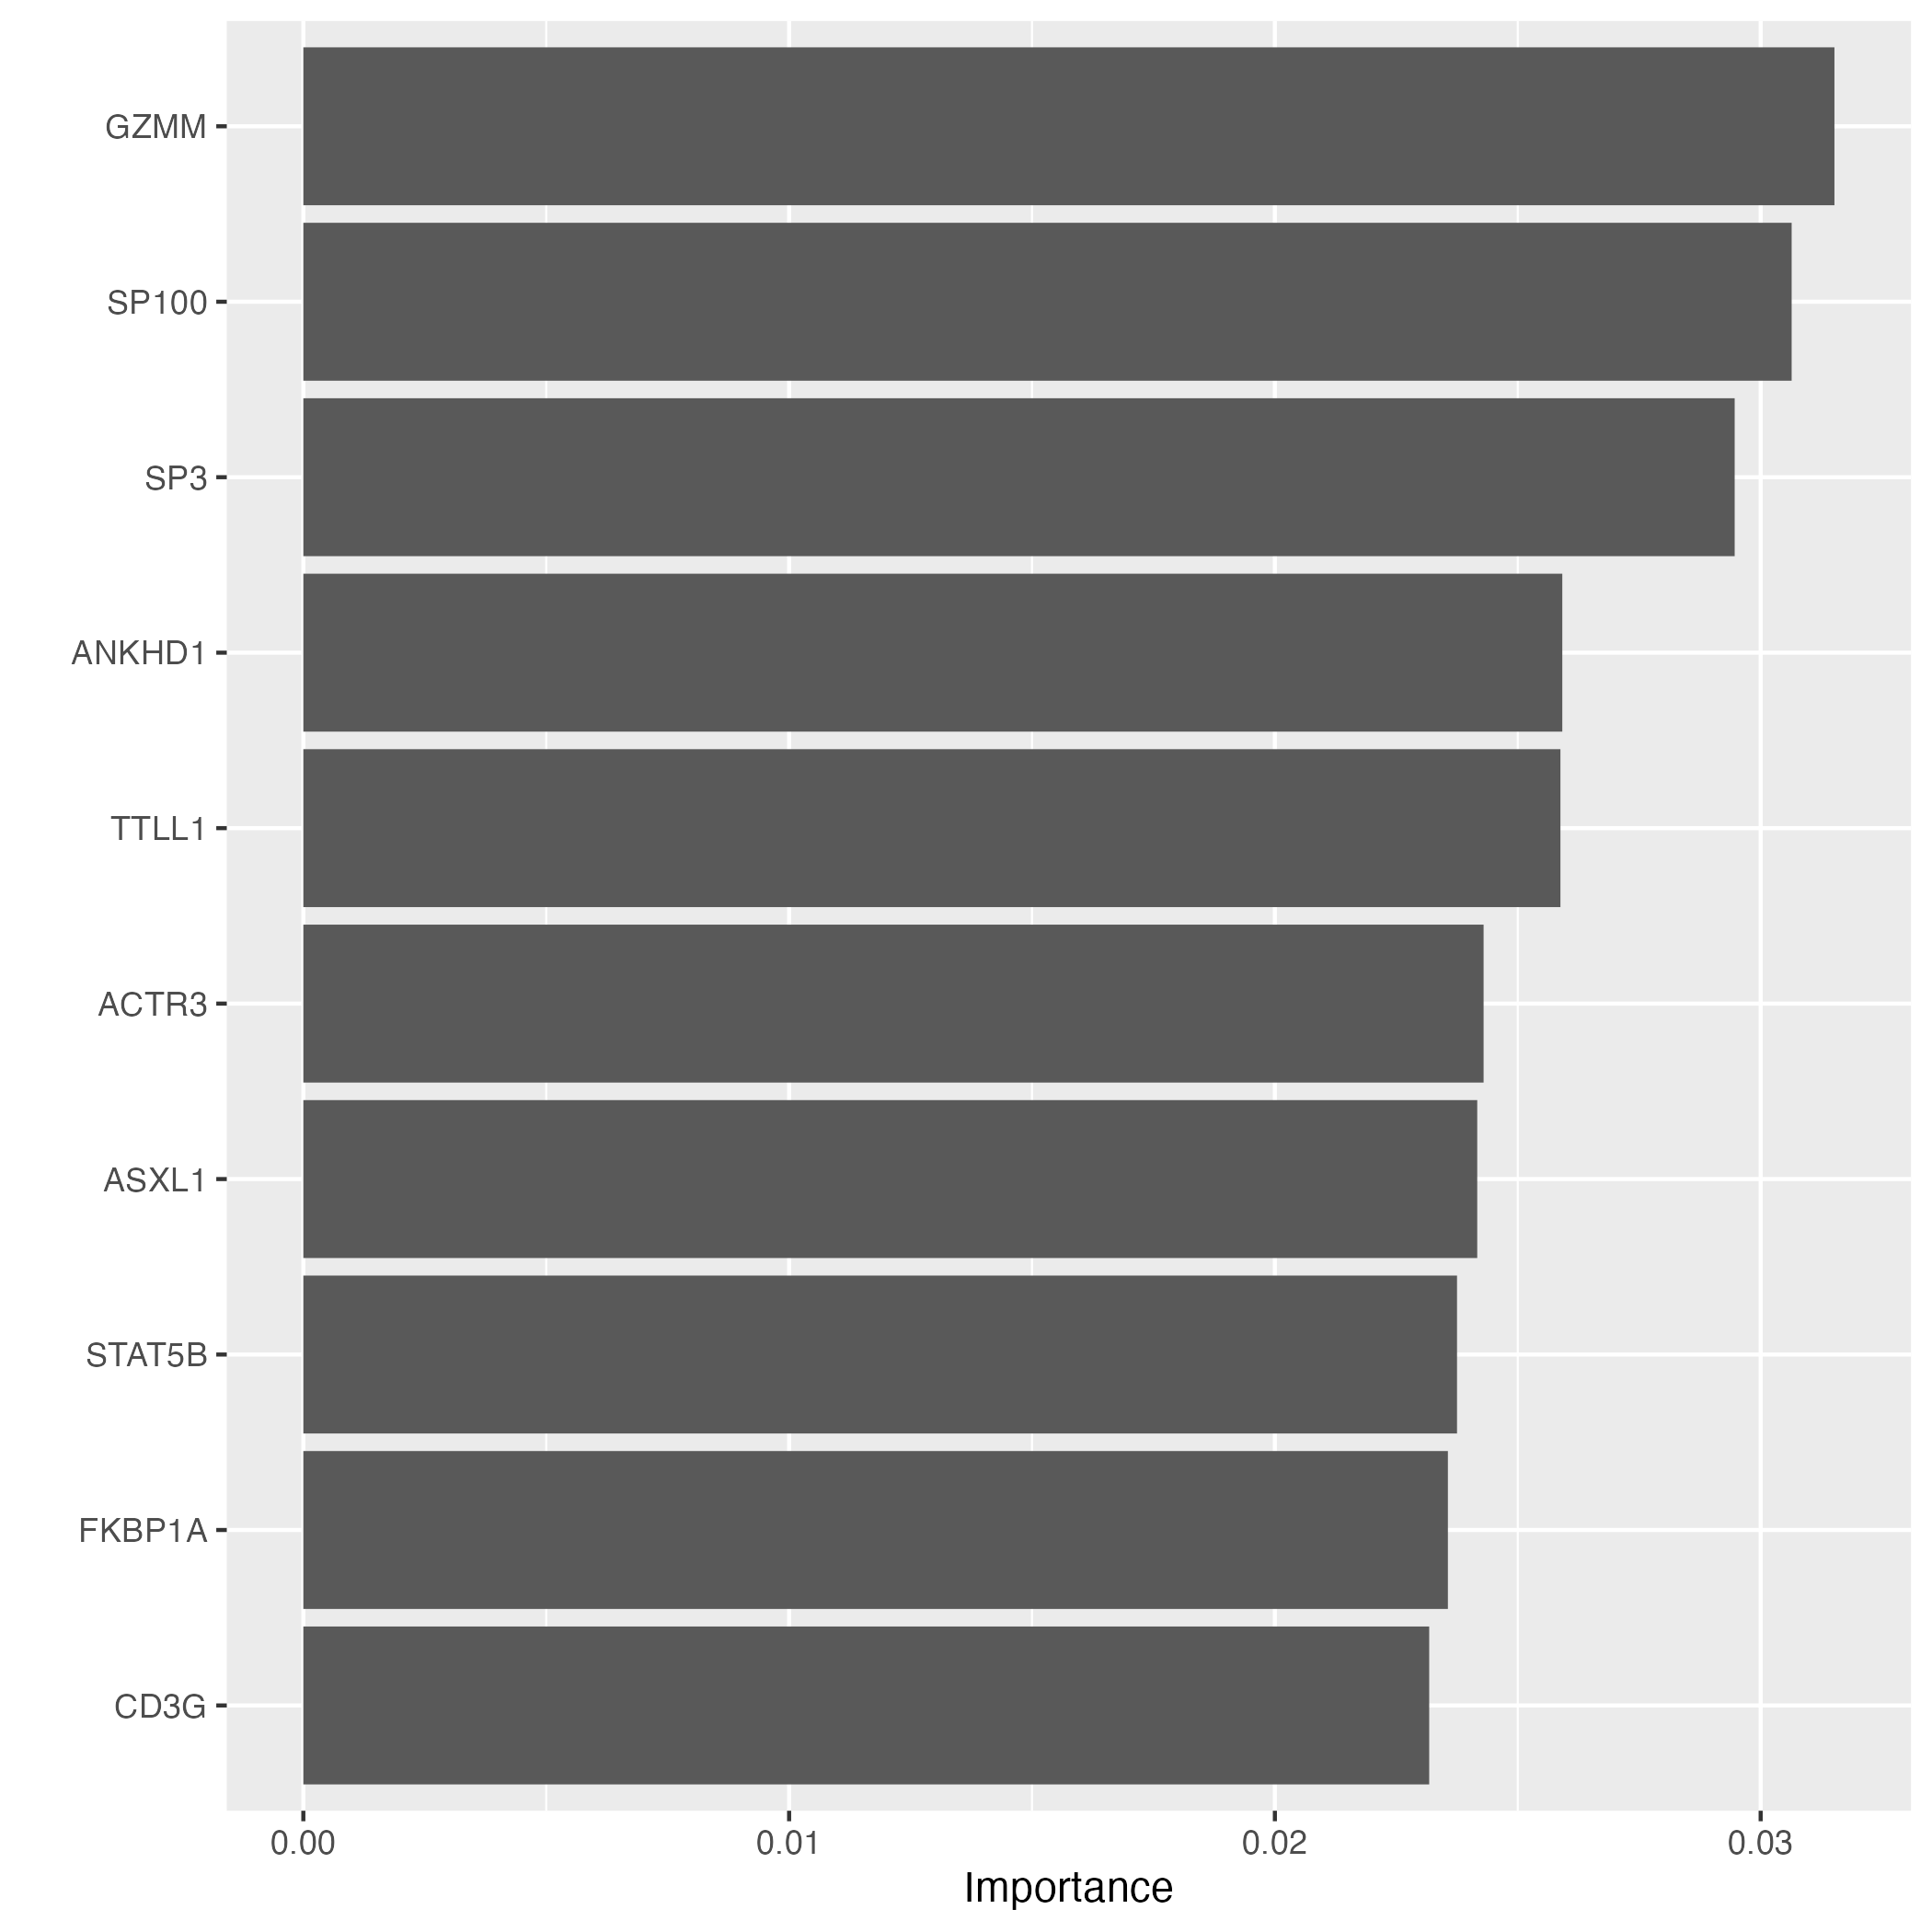 GZMM
SP100
SP3
ANKHD1
TTLL1
ACTR3
ASXL1
STAT5B
FKBP1A
CD3G
0.00 0.01 0.02 0.03
Importance